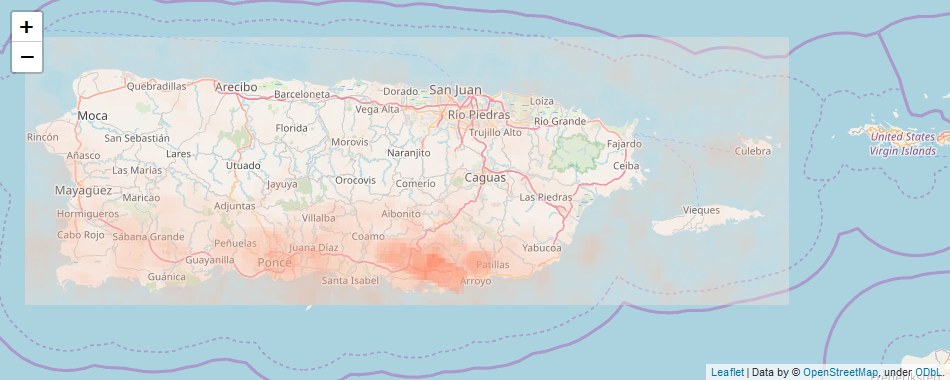 +
−
Quebradillas
Arecibo
Barceloneta
Dorado
San Juan
Moca
Vega Alta
Loíza
Río Piedras
Río Grande
Rincón
San Sebastián
Florida
Trujillo Alto
Fajardo
United States
Virgin Islands
Añasco
Lares
Morovis
Naranjito
Culebra
Las Marías
Utuado
Ceiba
Mayagüez
Jayuya
Orocovis
Comerio
Caguas
Maricao
Las Piedras
Hormigueros
Adjuntas
Villalba
Aibonito
Vieques
Cabo Rojo
Sábana Grande
Peñuelas
Juana Díaz
Coamo
Yabucoa
Guayanilla
Ponce
Patillas
Guánica
Santa Isabel
Arroyo
Leaflet | Data by © OpenStreetMap, under ODbL.